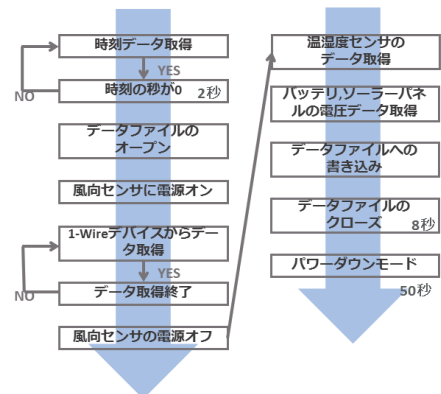 時刻データ取得
YES
時刻の秒が0 2秒
NO
データファイルの
オープン
風向センサに電源オン
1-Wireデバイスからデー
タ取得
YES
データ取得終了
NO
風向センサの電源オフ
温湿度センサの
データ取得
バッテリ,ソーラーパネ
ルの電圧データ取得
データファイルへの
書き込み
データファイルの
クローズ 8秒
パワーダウンモード
50秒